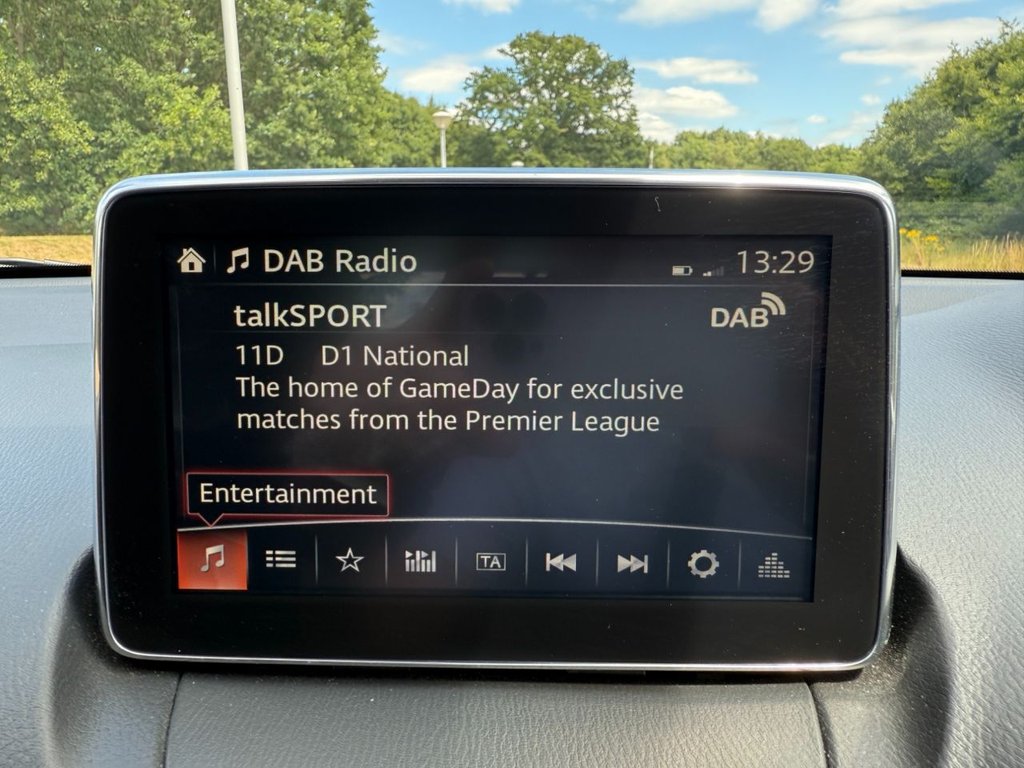 DAB Radio 13:29
talkSPORT DAB
11D D1 National
The home of GameDay for exclusive
matches from the Premier League
Entertainment
TA